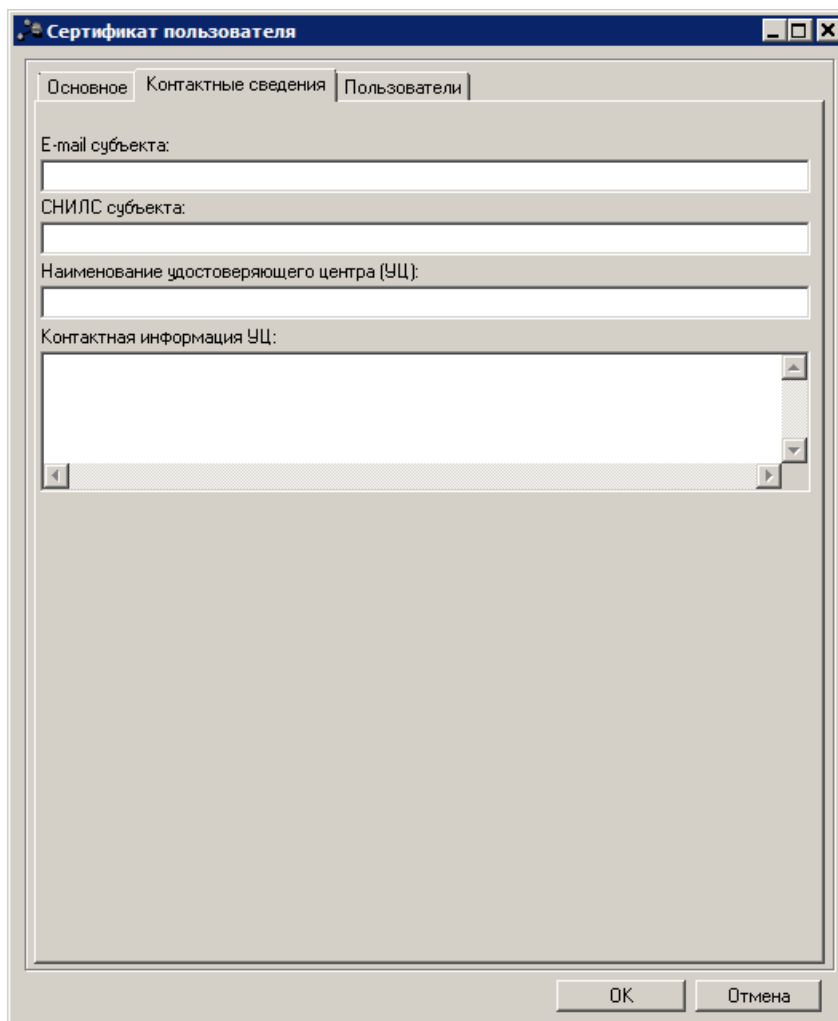 Сертификат пользователя
Основное Контактные сведения Пользователи
E-mail субъекта:
СНИЛС субъекта:
Наименование удостоверяющего центра (УЦ):
Контактная информация УЦ:
OK Отмена